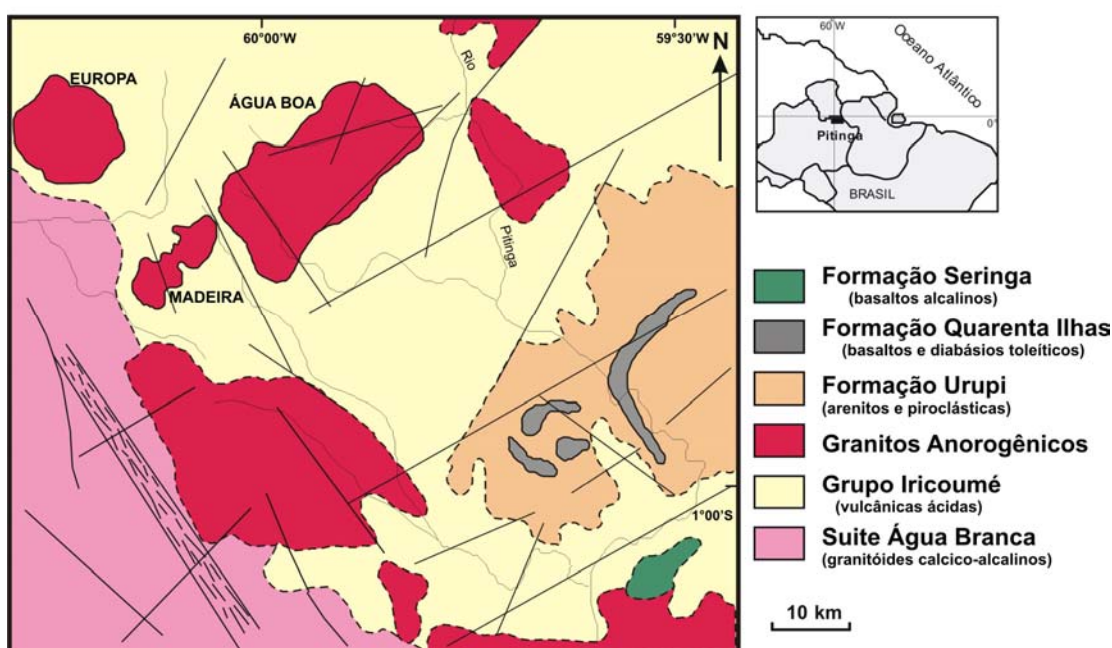 60°00'W
59°30'W
N
EUROPA
ÁGUA BOA
Rio
Pitinga
MADEIRA
1°00'S
60°W
Oceano Atlântico
0°
Pitinga
BRASIL
Formação Seringa
(basaltos alcalinos)
Formação Quarenta Ilhas
(basaltos e diabásios toleíticos)
Formação Urupi
(arenitos e piroclásticas)
Granitos Anorogênicos
Grupo Iricoumé
(vulcânicas ácidas)
Suite Água Branca
(granitóides calcico-alcalinos)
10 km